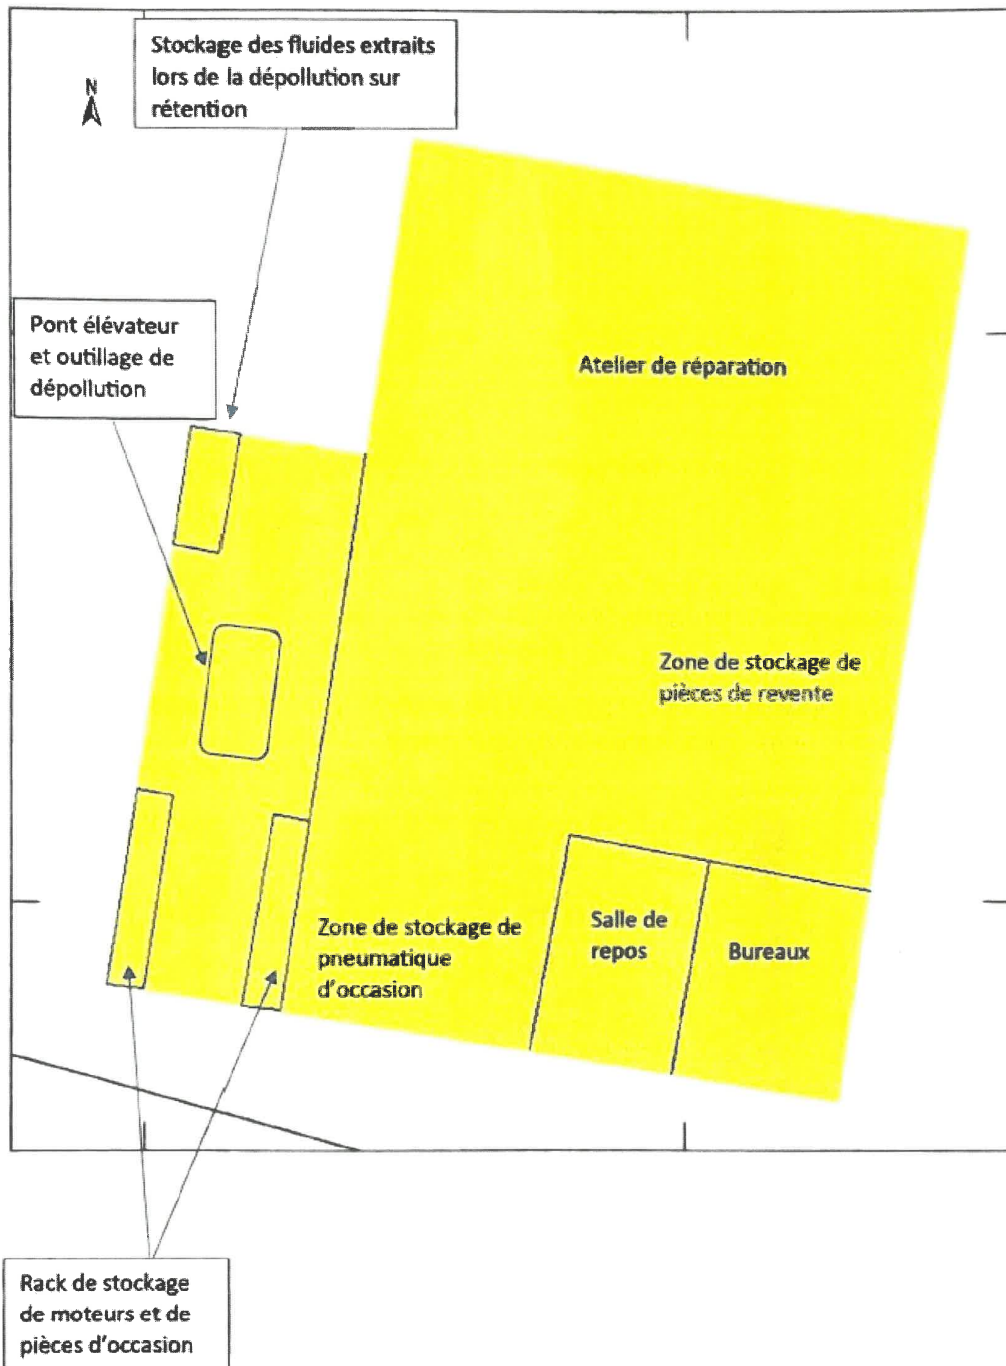 Stockage des fluides extraits
lors de la dépollution sur
rétention
N
Pont élévateur
et outillage de
dépollution
Atelier de réparation
Zone de stockage de
pièces de revente
Zone de stockage de
pneumatique
d'occasion
Salle de
repos
Bureaux
Rack de stockage
de moteurs et de
pièces d'occasion